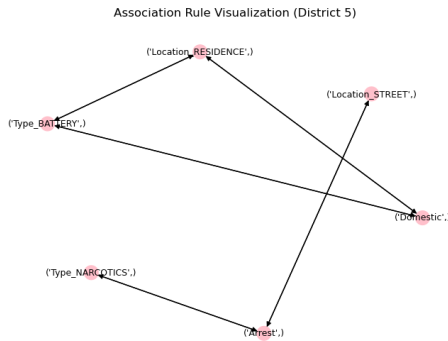 Association Rule Visualization (District 5)
('Location_RESIDENCE',)
('Location_STREET',)
('Type_BATTERY',)
('Domestic',)
('Type_NARCOTICS',)
('Arrest',)